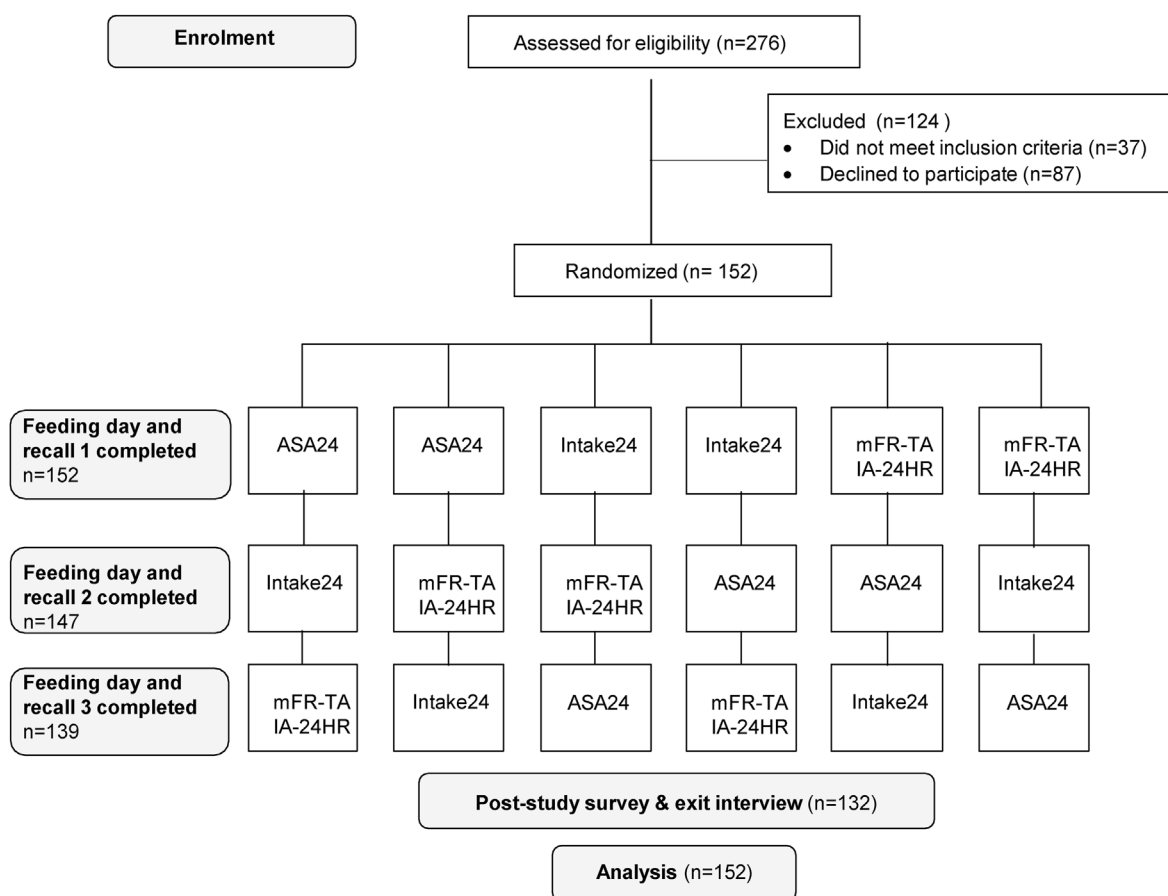 Enrolment
Assessed for eligibility (n=276)
Excluded (n=124 )
• Did not meet inclusion criteria (n=37)
• Declined to participate (n=87)
Randomized (n= 152)
Feeding day and
recall 1 completed
n=152
ASA24
ASA24
Intake24
Intake24
mFR-TA
IA-24HR
mFR-TA
IA-24HR
Feeding day and
recall 2 completed
n=147
Intake24
mFR-TA
IA-24HR
mFR-TA
IA-24HR
ASA24
ASA24
Intake24
Feeding day and
recall 3 completed
n=139
mFR-TA
IA-24HR
Intake24
ASA24
mFR-TA
IA-24HR
Intake24
ASA24
Post-study survey & exit interview (n=132)
Analysis (n=152)